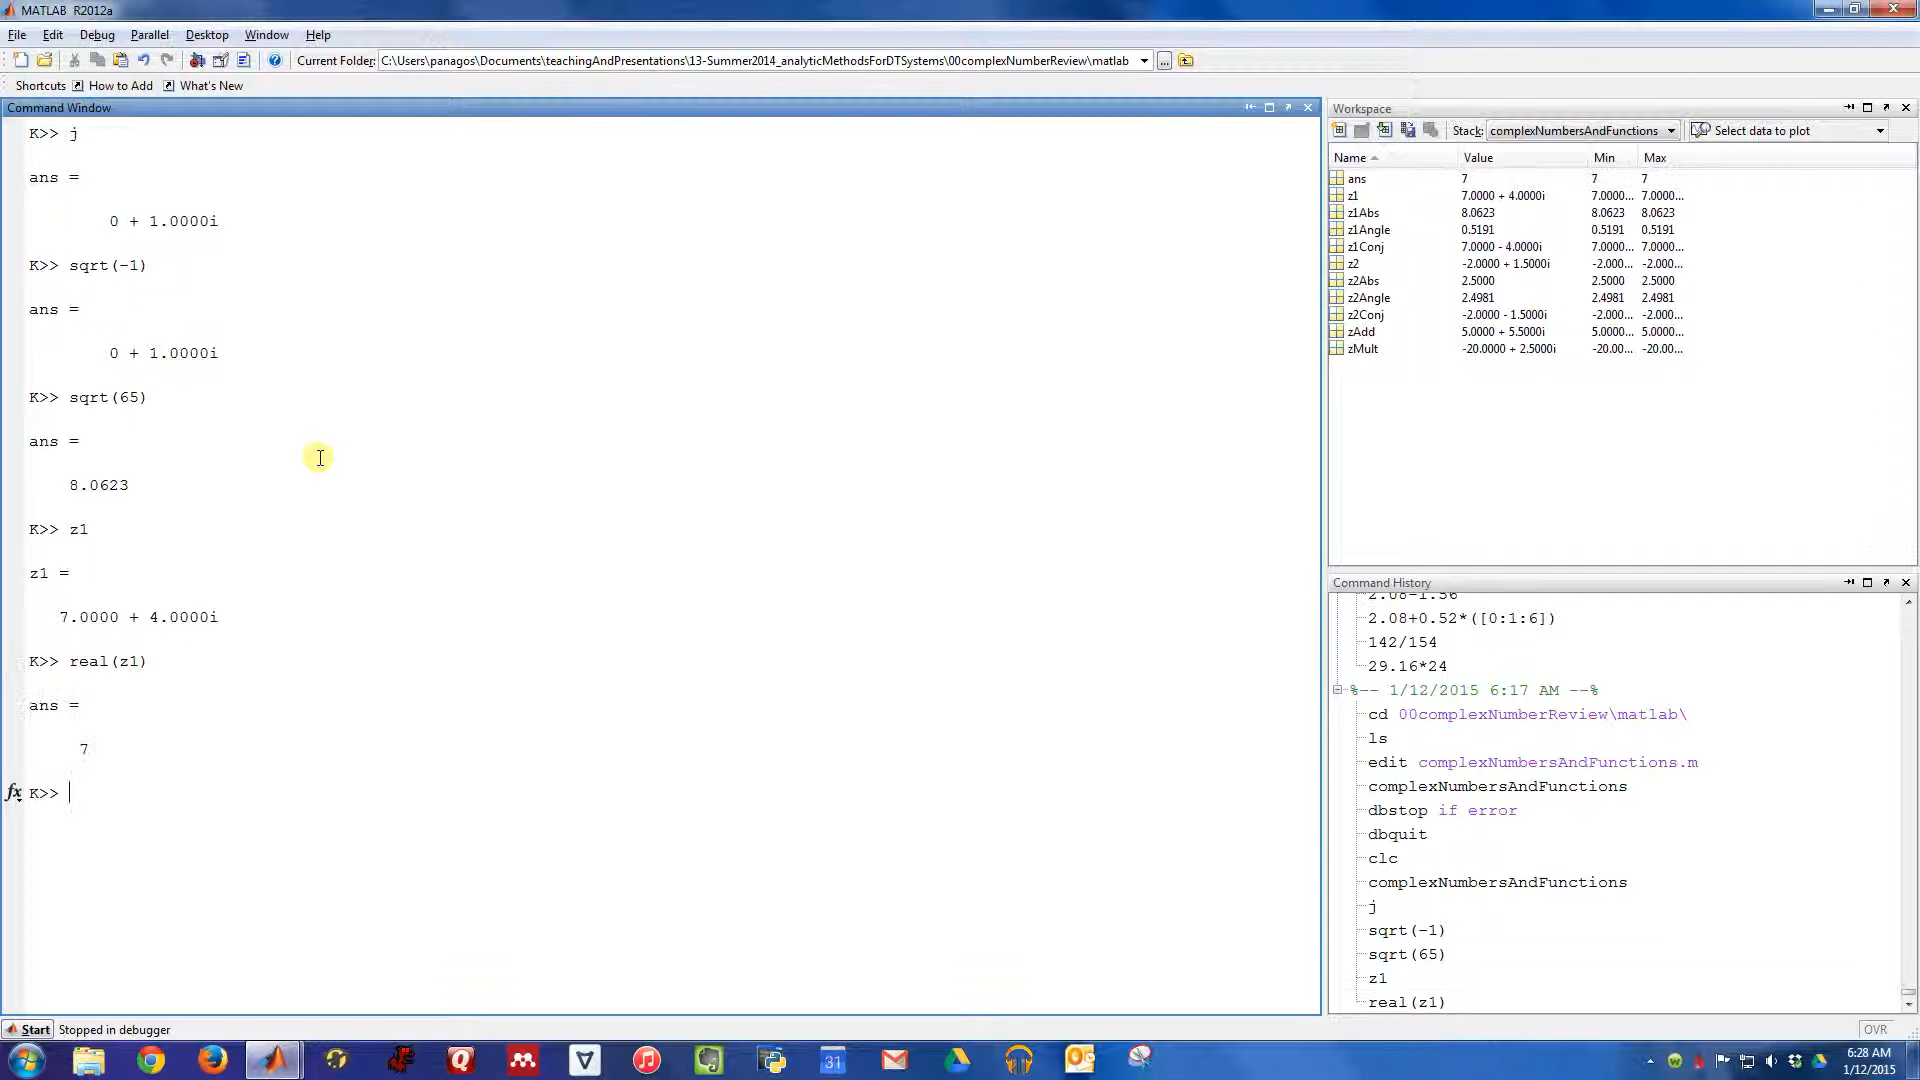 MATLAB R2012a
File Edit Debug Parallel Desktop Window Help
Current Folder: C:\Users\panagos\Documents\teachingAndPresentations\13-Summer2014_analyticMethodsForDTSystems\00complexNumberReview\matlab
Shortcuts How to Add What's New
Command Window
K>> j
ans =
0 + 1.0000i
K>> sqrt(-1)
ans =
0 + 1.0000i
K>> sqrt(65)
ans =
8.0623
K>> z1
z1 =
7.0000 + 4.0000i
K>> real(z1)
ans =
7
fx K>>
Workspace
Stack: complexNumbersAndFunctions Select data to plot
Name Value Min Max
ans 7 7 7
z1 7.0000 + 4.0000i 7.0000... 7.0000...
z1Abs 8.0623 8.0623 8.0623
z1Angle 0.5191 0.5191 0.5191
z1Conj 7.0000 - 4.0000i 7.0000... 7.0000...
z2 -2.0000 + 1.5000i -2.000... -2.000...
z2Abs 2.5000 2.5000 2.5000
z2Angle 2.4981 2.4981 2.4981
z2Conj -2.0000 - 1.5000i -2.000... -2.000...
zAdd 5.0000 + 5.5000i 5.0000... 5.0000...
zMult -20.0000 + 2.5000i -20.00... -20.00...
Command History
2.08-1.56
2.08+0.52*([0:1:6])
142/154
29.16*24
%-- 1/12/2015 6:17 AM --%
cd 00complexNumberReview\matlab\
ls
edit complexNumbersAndFunctions.m
complexNumbersAndFunctions
dbstop if error
dbquit
clc
complexNumbersAndFunctions
j
sqrt(-1)
sqrt(65)
z1
real(z1)
Start Stopped in debugger
OVR
31
6:28 AM
1/12/2015